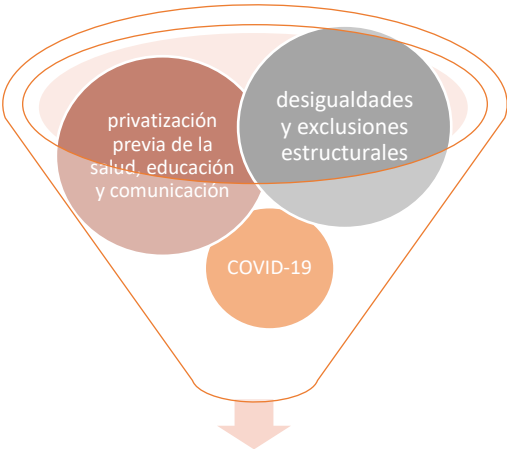 privatización
previa de la
salud, educación
y comunicación
desigualdades
y exclusiones
estructurales
COVID-19